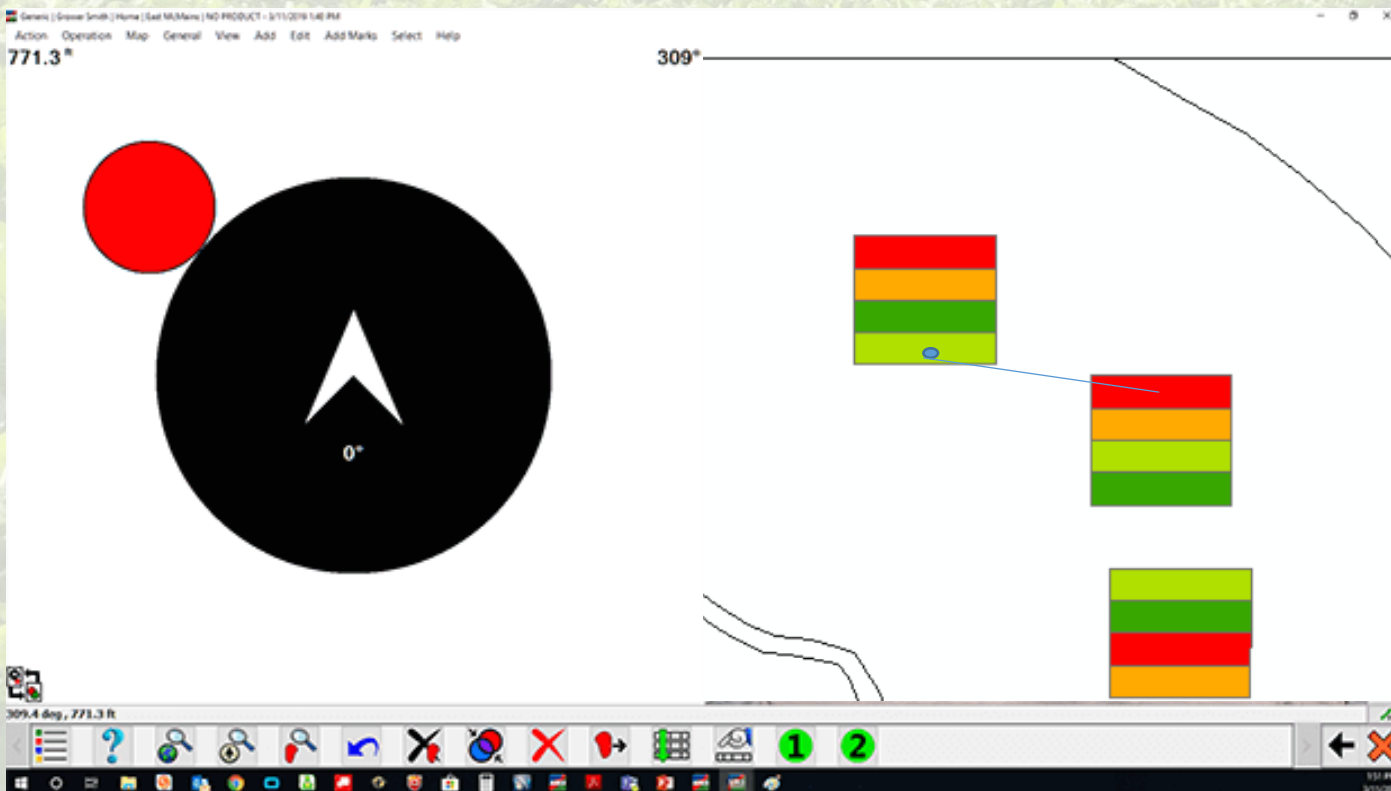 Generic | Grower Smith | Home | East McMains | NO PRODUCT - 3/11/2016 1:40 PM
Action Operation Map General View Add Edit Add Marks Select Help
771.3 ft
309°
0°
309.4 deg, 771.3 ft
? 1 2